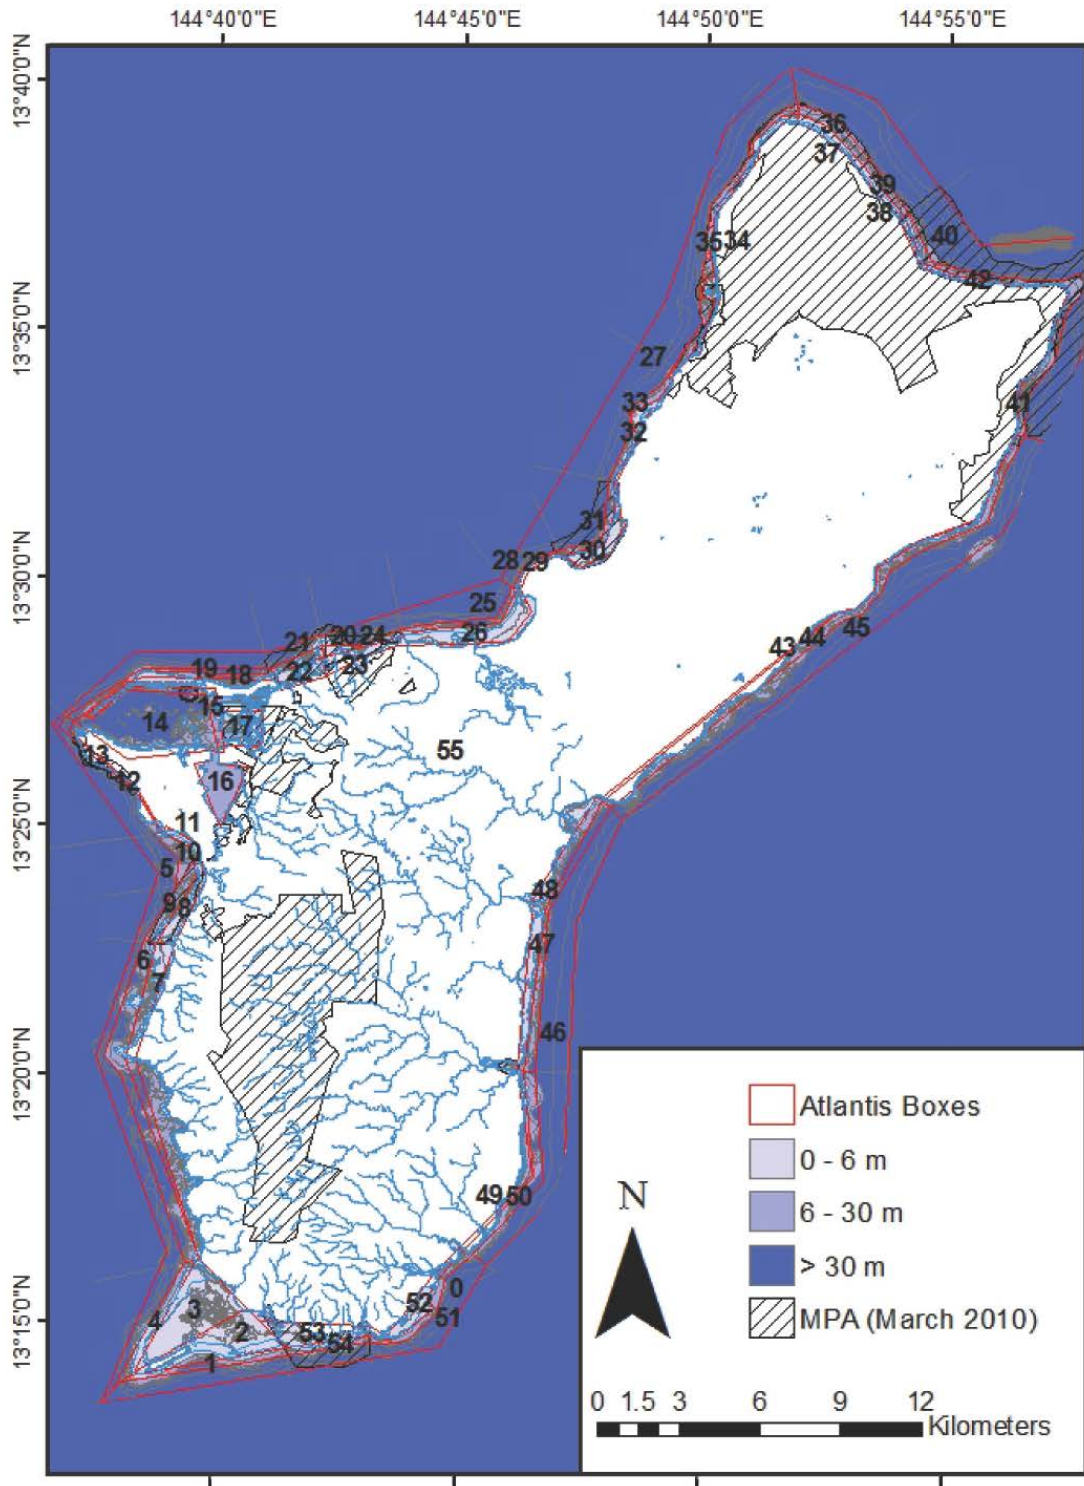 144°40'0"E 144°45'0"E 144°50'0"E 144°55'0"E
13°40'0"N
36
37
39
38
40
35 34
42
13°35'0"N
27
33
41
32
31
28 29 30
13°30'0"N
25
26
20 24
21
43 44 45
22 23
19 18
15
14 17
13
55
12 16
13°25'0"N
11
10
5
48
9 8
47
6
7
46
13°20'0"N
49 50
0
52
51
3
4 2
53
54
1
13°15'0"N
Atlantis Boxes
0 - 6 m
6 - 30 m
> 30 m
MPA (March 2010)
N
0 1.5 3 6 9 12
Kilometers